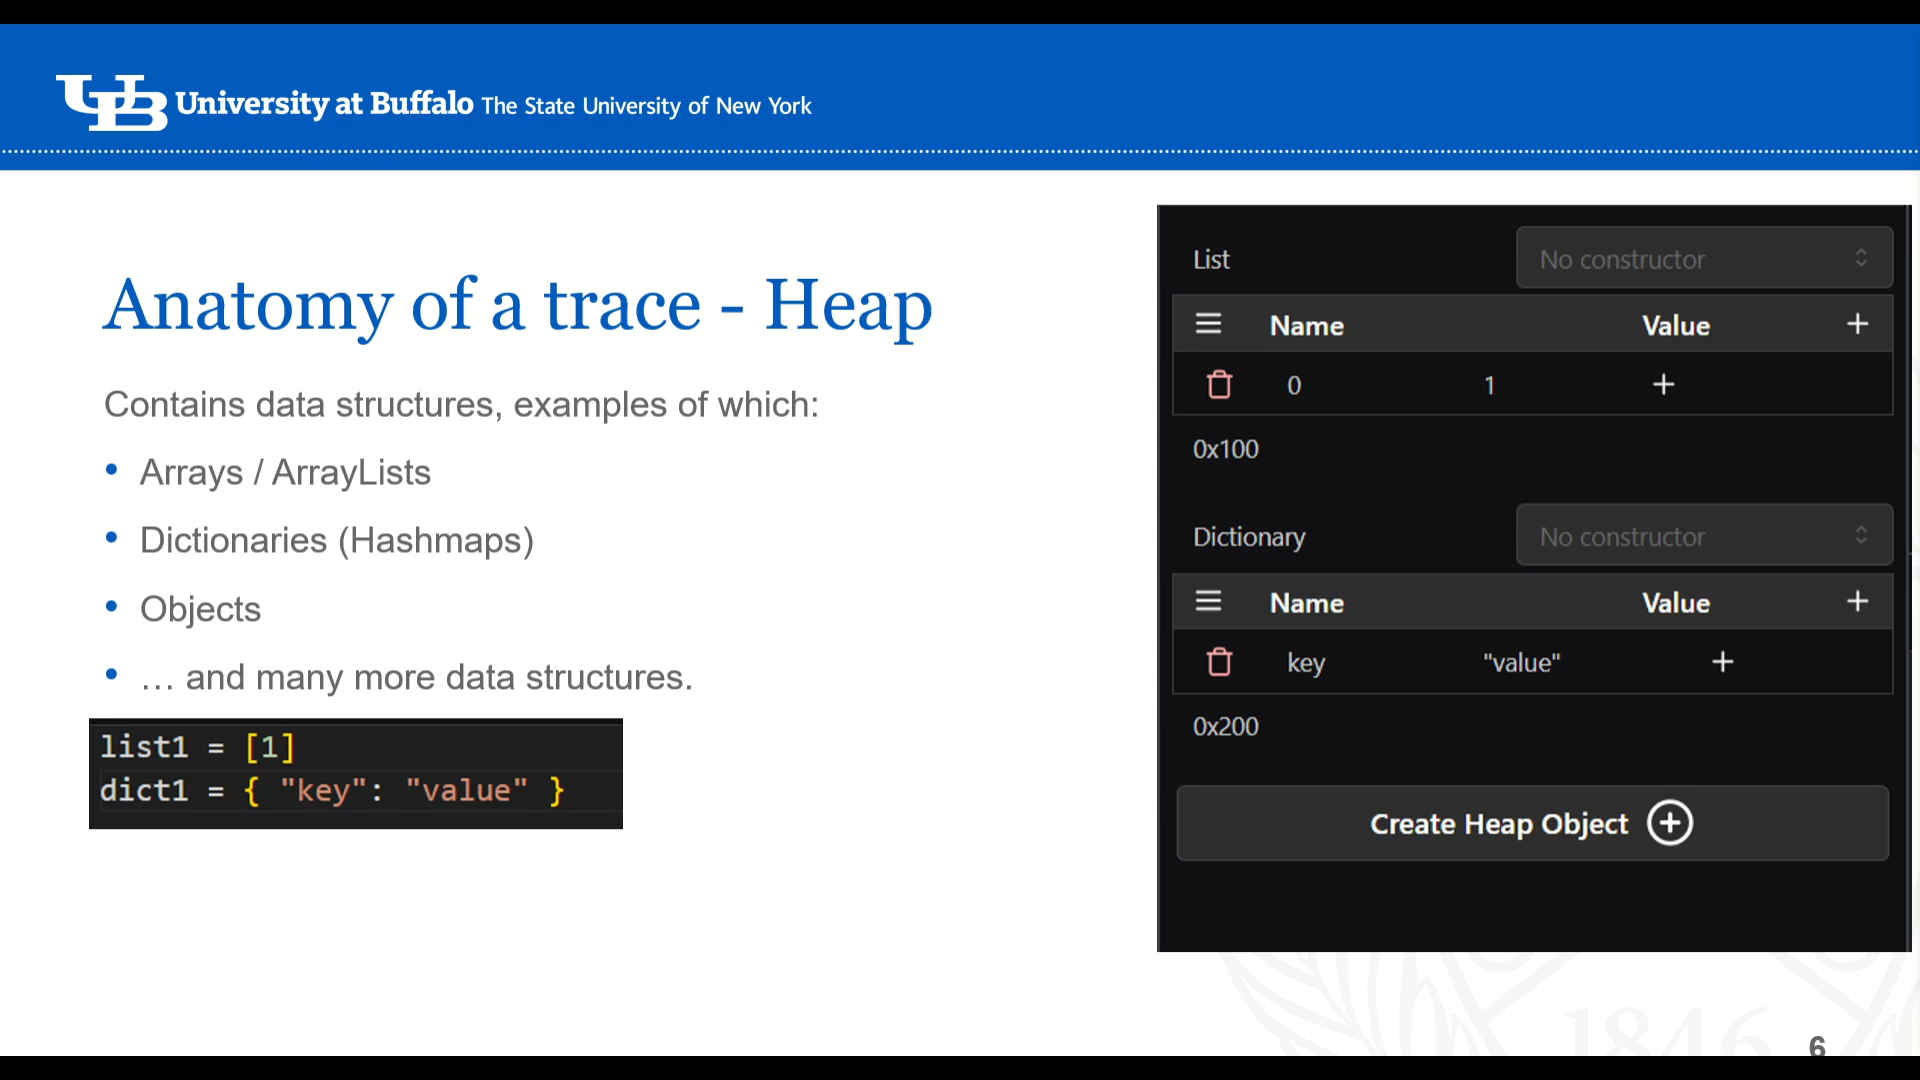 University at Buffalo The State University of New York
Anatomy of a trace - Heap
Contains data structures, examples of which:
• Arrays / ArrayLists
• Dictionaries (Hashmaps)
• Objects
• … and many more data structures.
list1 = [1]
dict1 = { "key": "value" }
List No constructor
Name Value +
0 1 +
0x100
Dictionary No constructor
Name Value +
key "value" +
0x200
Create Heap Object
1846
6